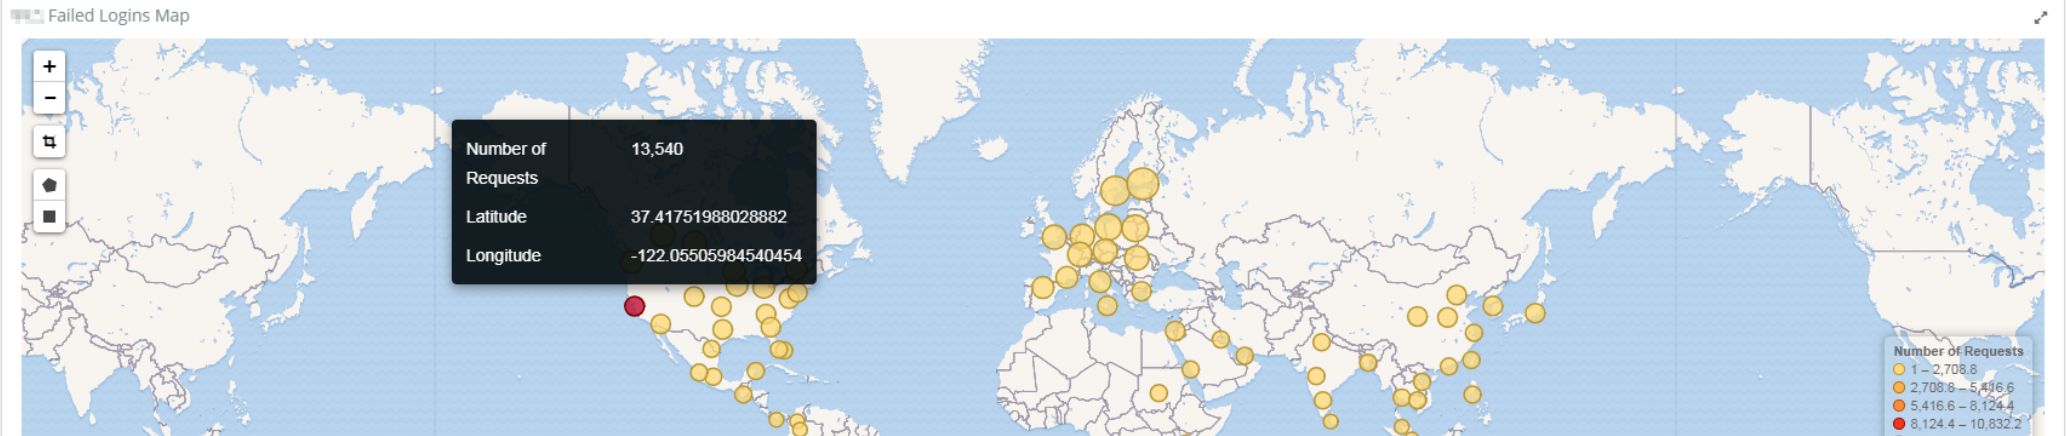 Failed Logins Map
+
−
Number of Requests 13,540
Latitude 37.41751988028882
Longitude -122.05505984540454
Number of Requests
1 – 2,708.8
2,708.8 – 5,416.6
5,416.6 – 8,124.4
8,124.4 – 10,832.2